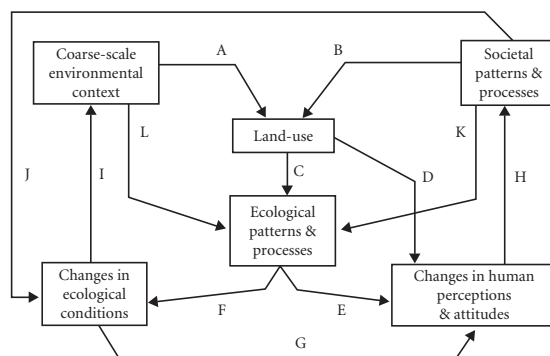 Coarse-scale
environmental
context
A
B
Societal
patterns &
processes
L
Land-use
K
J
I
C
D
H
Ecological
patterns &
processes
Changes in
ecological
conditions
F
E
Changes in human
perceptions
& attitudes
G